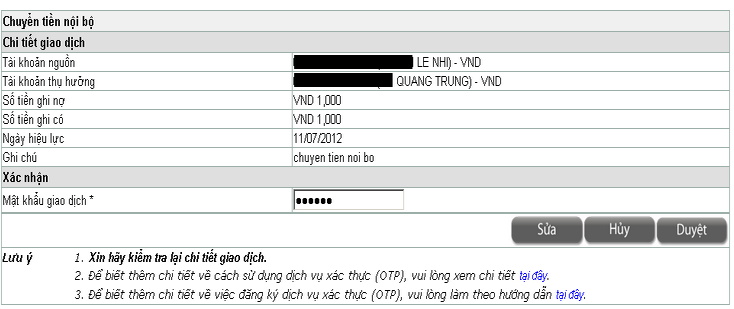 Chuyển tiền nội bộ
Chi tiết giao dịch
Tài khoản nguồn LE NHI) - VND
Tài khoản thụ hưởng QUANG TRUNG) - VND
Số tiền ghi nợ VND 1,000
Số tiền ghi có VND 1,000
Ngày hiệu lực 11/07/2012
Ghi chú chuyen tien noi bo
Xác nhận
Mật khẩu giao dịch * ●●●●●●
Sửa Hủy Duyệt
Lưu ý 1. Xin hãy kiểm tra lại chi tiết giao dịch.
2. Để biết thêm chi tiết về cách sử dụng dịch vụ xác thực (OTP), vui lòng xem chi tiết tại đây.
3. Để biết thêm chi tiết về việc đăng ký dịch vụ xác thực (OTP), vui lòng làm theo hướng dẫn tại đây.